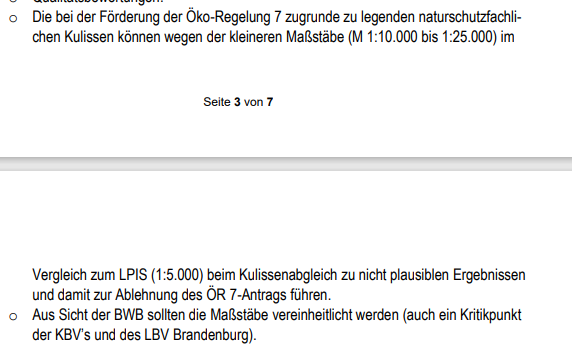 o Die bei der Förderung der Öko-Regelung 7 zugrunde zu legenden naturschutzfachli-
chen Kulissen können wegen der kleineren Maßstäbe (M 1:10.000 bis 1:25.000) im
Seite 3 von 7
Vergleich zum LPIS (1:5.000) beim Kulissenabgleich zu nicht plausiblen Ergebnissen
und damit zur Ablehnung des ÖR 7-Antrags führen.
o Aus Sicht der BWB sollten die Maßstäbe vereinheitlicht werden (auch ein Kritikpunkt
der KBV's und des LBV Brandenburg).